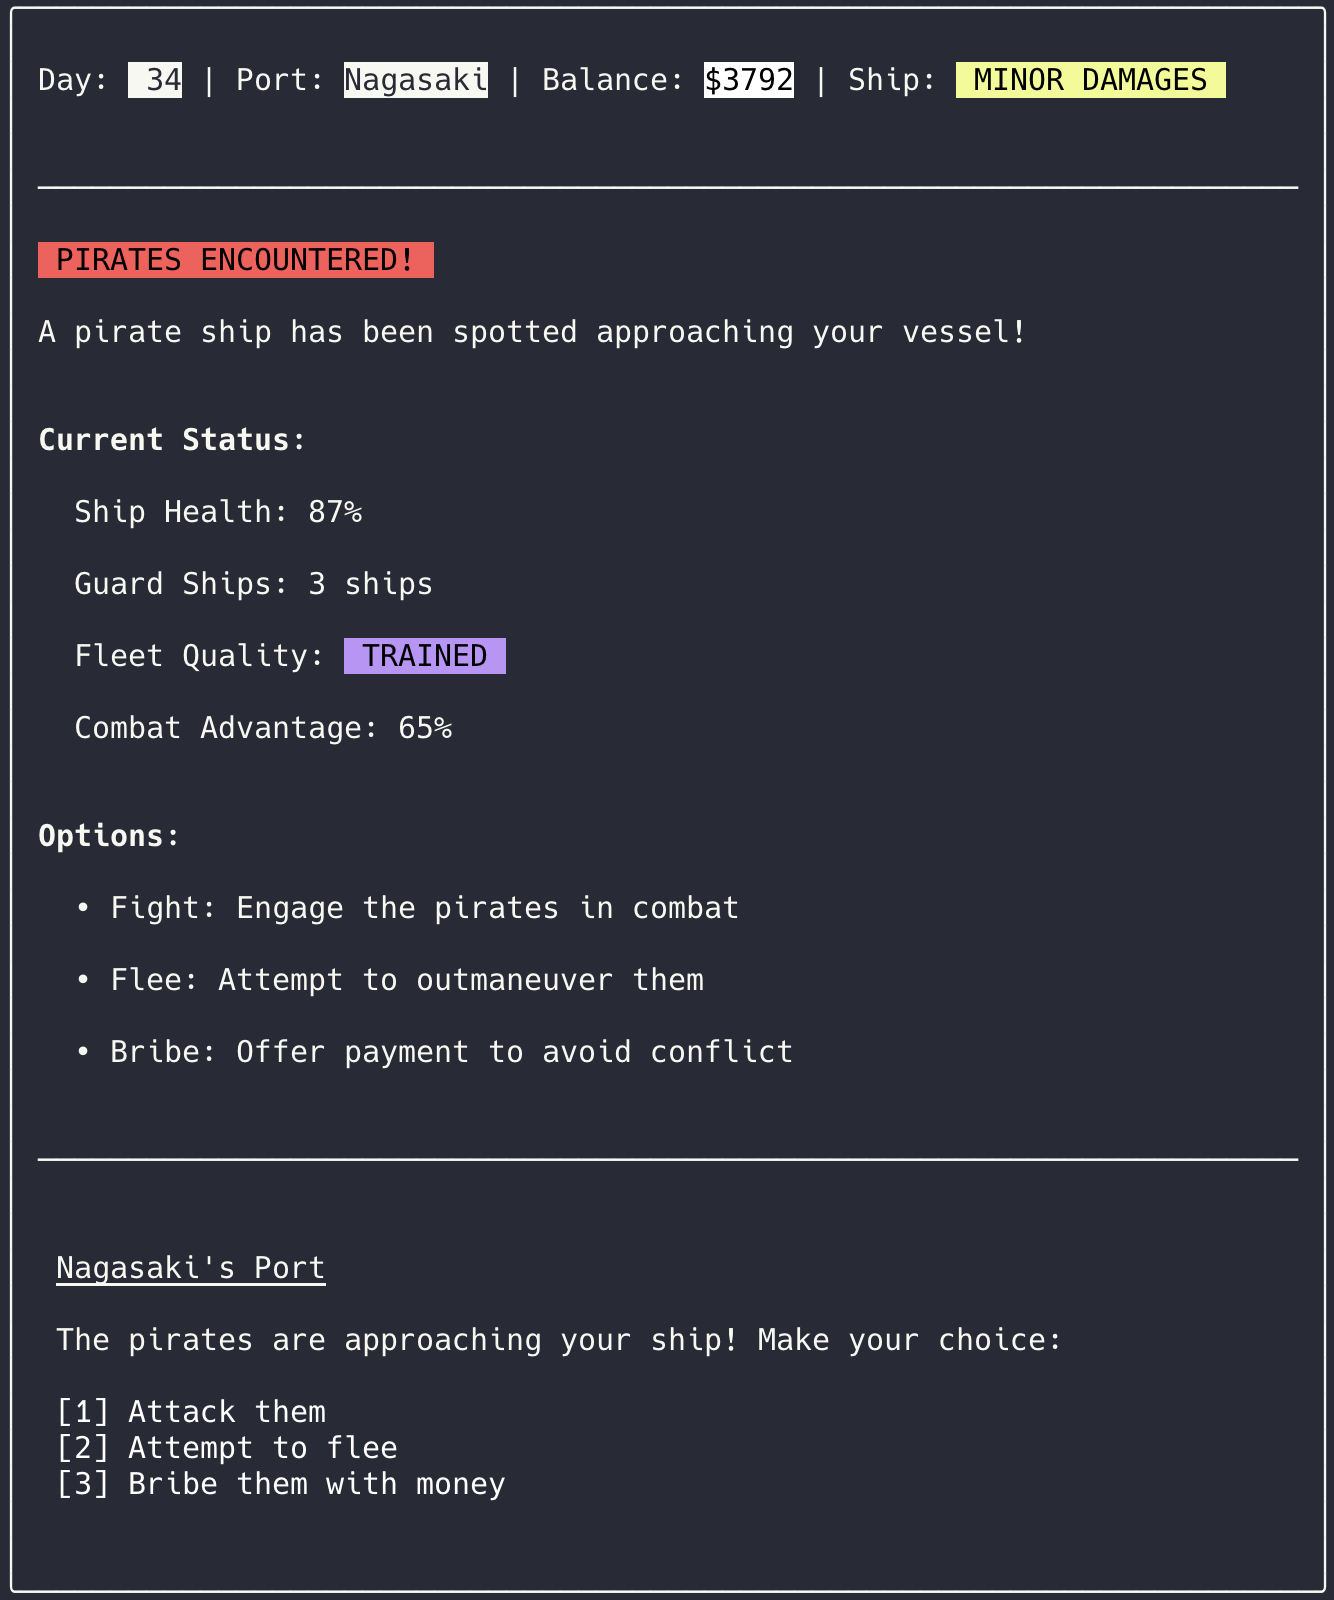 Day: 34 | Port: Nagasaki | Balance: $3792 | Ship: MINOR DAMAGES
PIRATES ENCOUNTERED!
A pirate ship has been spotted approaching your vessel!
Current Status:
Ship Health: 87%
Guard Ships: 3 ships
Fleet Quality: TRAINED
Combat Advantage: 65%
Options:
• Fight: Engage the pirates in combat
• Flee: Attempt to outmaneuver them
• Bribe: Offer payment to avoid conflict
Nagasaki's Port
The pirates are approaching your ship! Make your choice:
[1] Attack them
[2] Attempt to flee
[3] Bribe them with money